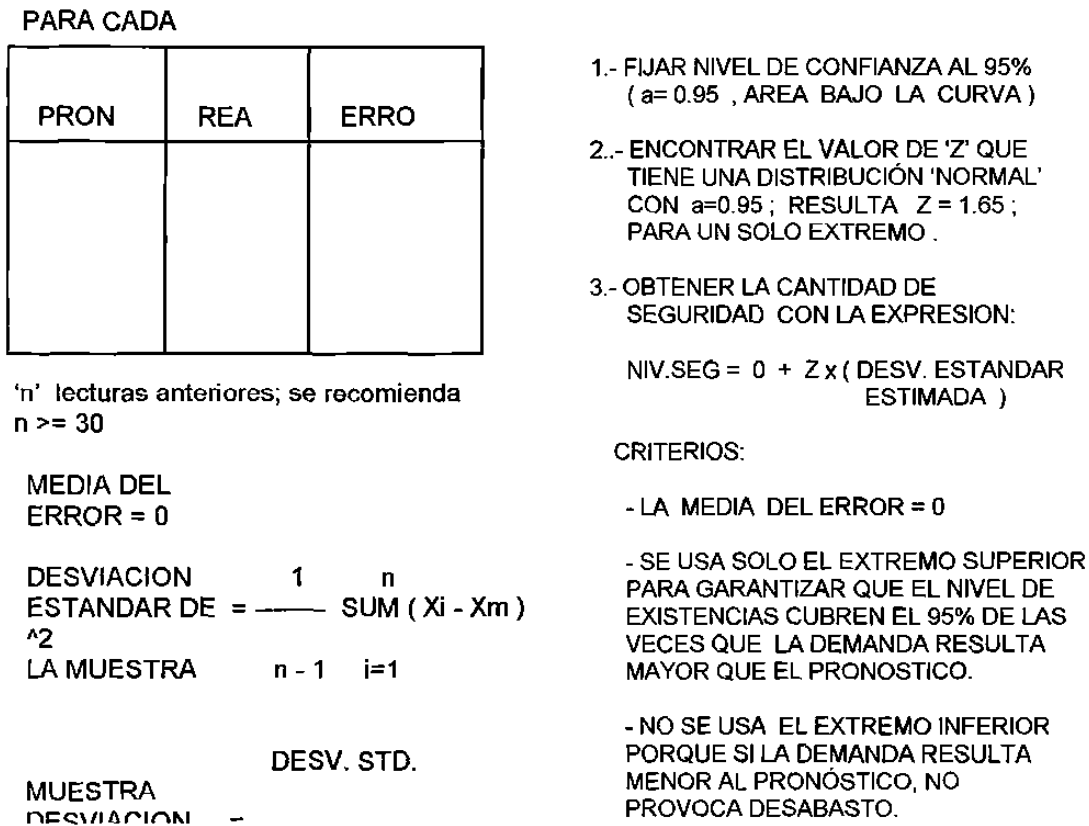 PARA CADA
PRON REA ERRO
'n' lecturas anteriores; se recomienda
n >= 30
MEDIA DEL
ERROR = 0
DESVIACION 1 n
ESTANDAR DE = ——— SUM ( Xi - Xm )
^2
LA MUESTRA n - 1 i=1
DESV. STD.
MUESTRA
DESVIACION =
1.- FIJAR NIVEL DE CONFIANZA AL 95%
( a= 0.95 , AREA BAJO LA CURVA )
2..- ENCONTRAR EL VALOR DE 'Z' QUE
TIENE UNA DISTRIBUCIÓN 'NORMAL'
CON a=0.95 ; RESULTA Z = 1.65 ;
PARA UN SOLO EXTREMO .
3.- OBTENER LA CANTIDAD DE
SEGURIDAD CON LA EXPRESION:
NIV.SEG = 0 + Z x ( DESV. ESTANDAR
ESTIMADA )
CRITERIOS:
- LA MEDIA DEL ERROR = 0
- SE USA SOLO EL EXTREMO SUPERIOR
PARA GARANTIZAR QUE EL NIVEL DE
EXISTENCIAS CUBREN EL 95% DE LAS
VECES QUE LA DEMANDA RESULTA
MAYOR QUE EL PRONOSTICO.
- NO SE USA EL EXTREMO INFERIOR
PORQUE SI LA DEMANDA RESULTA
MENOR AL PRONÓSTICO, NO
PROVOCA DESABASTO.